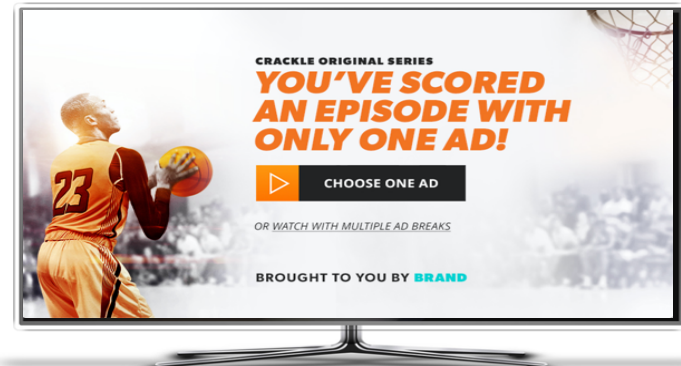 CRACKLE ORIGINAL SERIES
YOU'VE SCORED
AN EPISODE WITH
ONLY ONE AD!
CHOOSE ONE AD
OR WATCH WITH MULTIPLE AD BREAKS
BROUGHT TO YOU BY BRAND
23